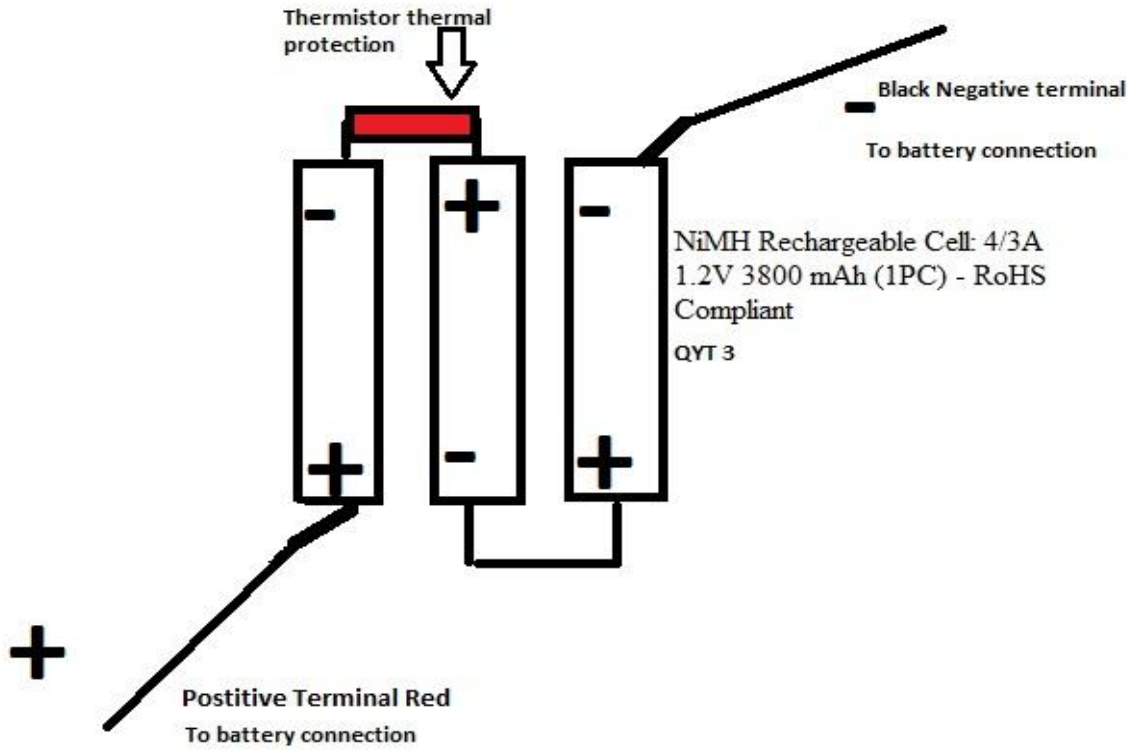 Thermistor thermal
protection
Black Negative terminal
-
To battery connection
- + -
NiMH Rechargeable Cell: 4/3A
1.2V 3800 mAh (1PC) - RoHS
Compliant
QYT 3
+ - +
+
Postitive Terminal Red
To battery connection